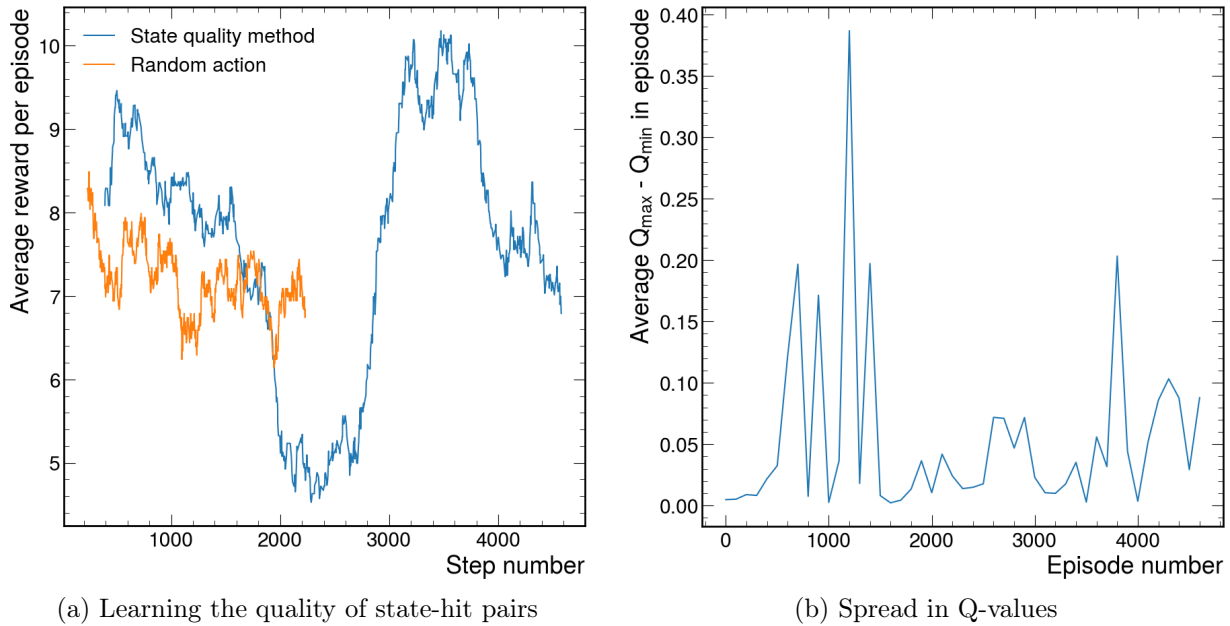 Average reward per episode
State quality method
Random action
10
9
8
7
6
5
1000 2000 3000 4000
Step number
(a) Learning the quality of state-hit pairs
Average Qmax - Qmin in episode
0.40
0.35
0.30
0.25
0.20
0.15
0.10
0.05
0.00
0 1000 2000 3000 4000
Episode number
(b) Spread in Q-values